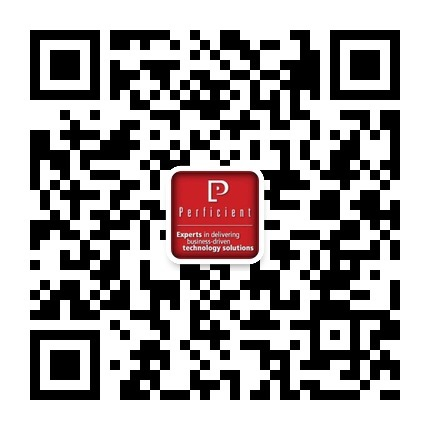 Perficient
Experts in delivering
business-driven
technology solutions